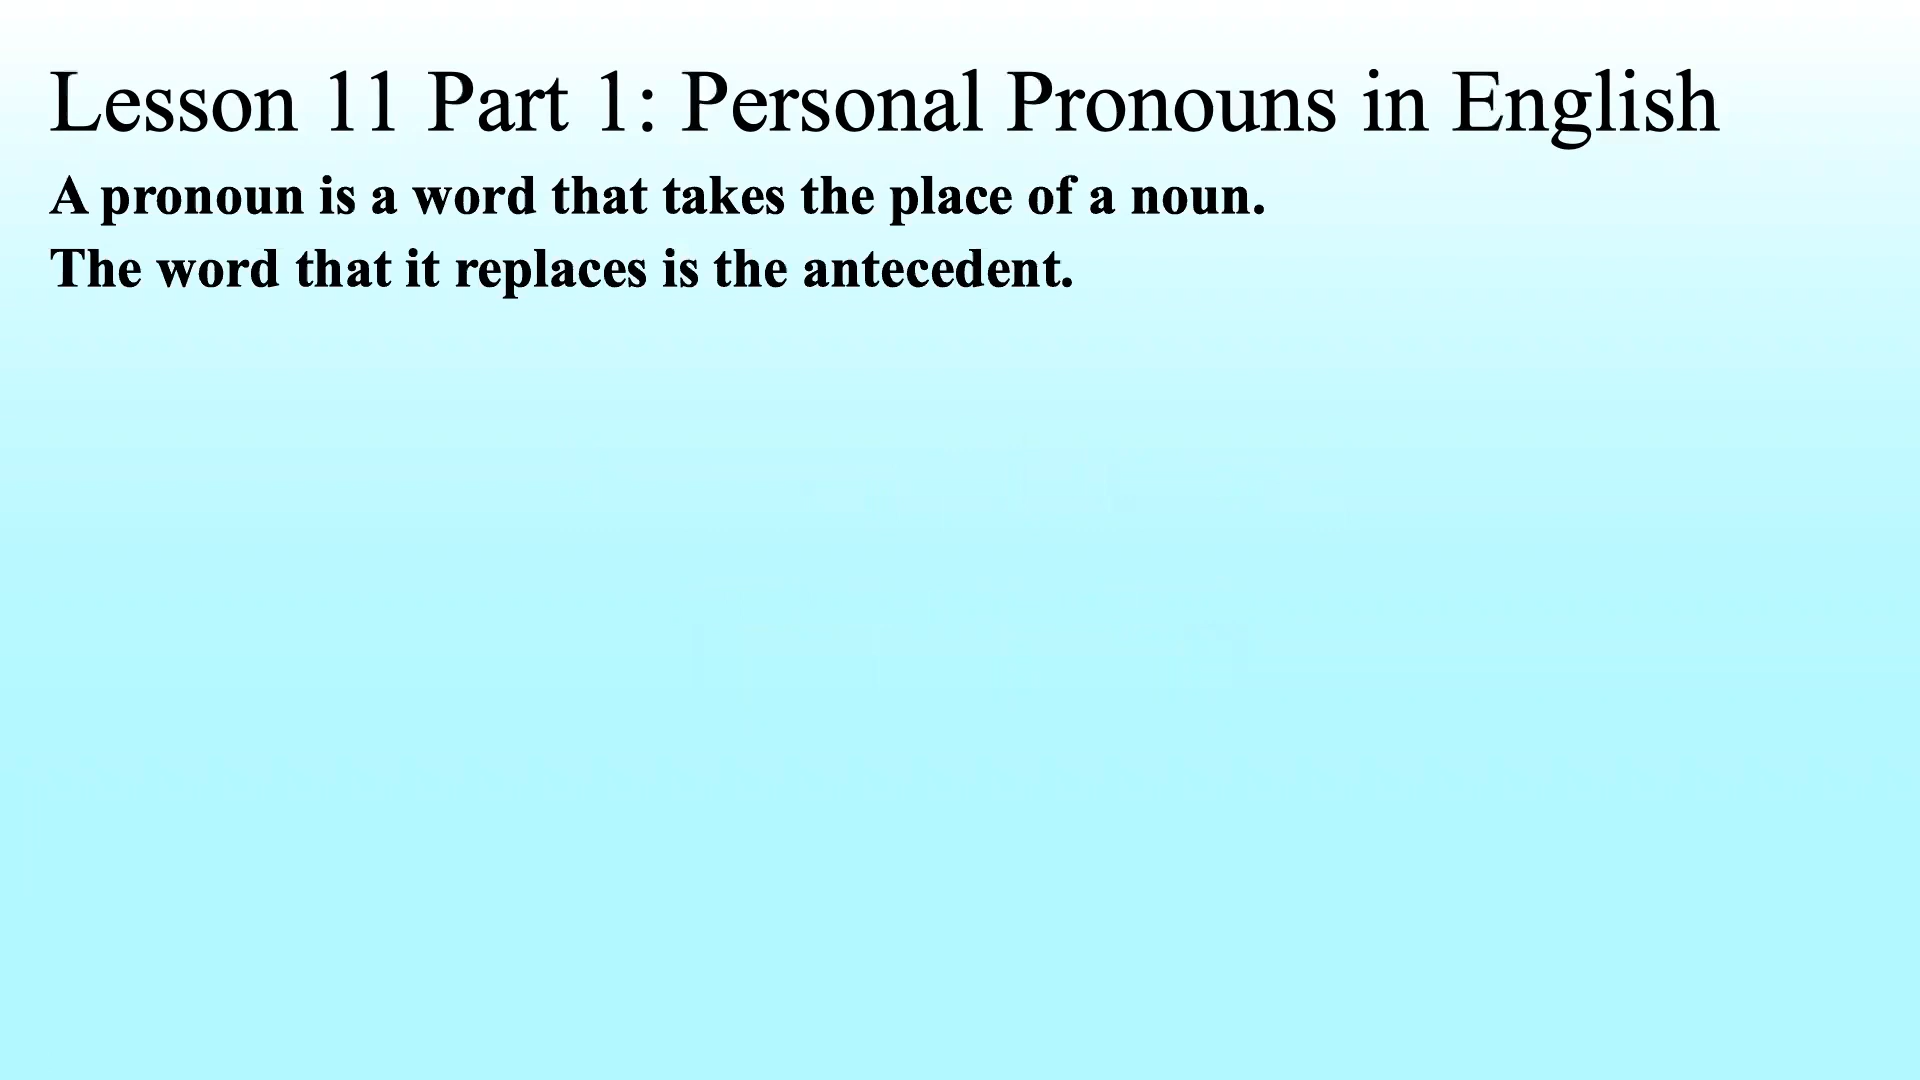 Lesson 11 Part 1: Personal Pronouns in English
A pronoun is a word that takes the place of a noun.
The word that it replaces is the antecedent.